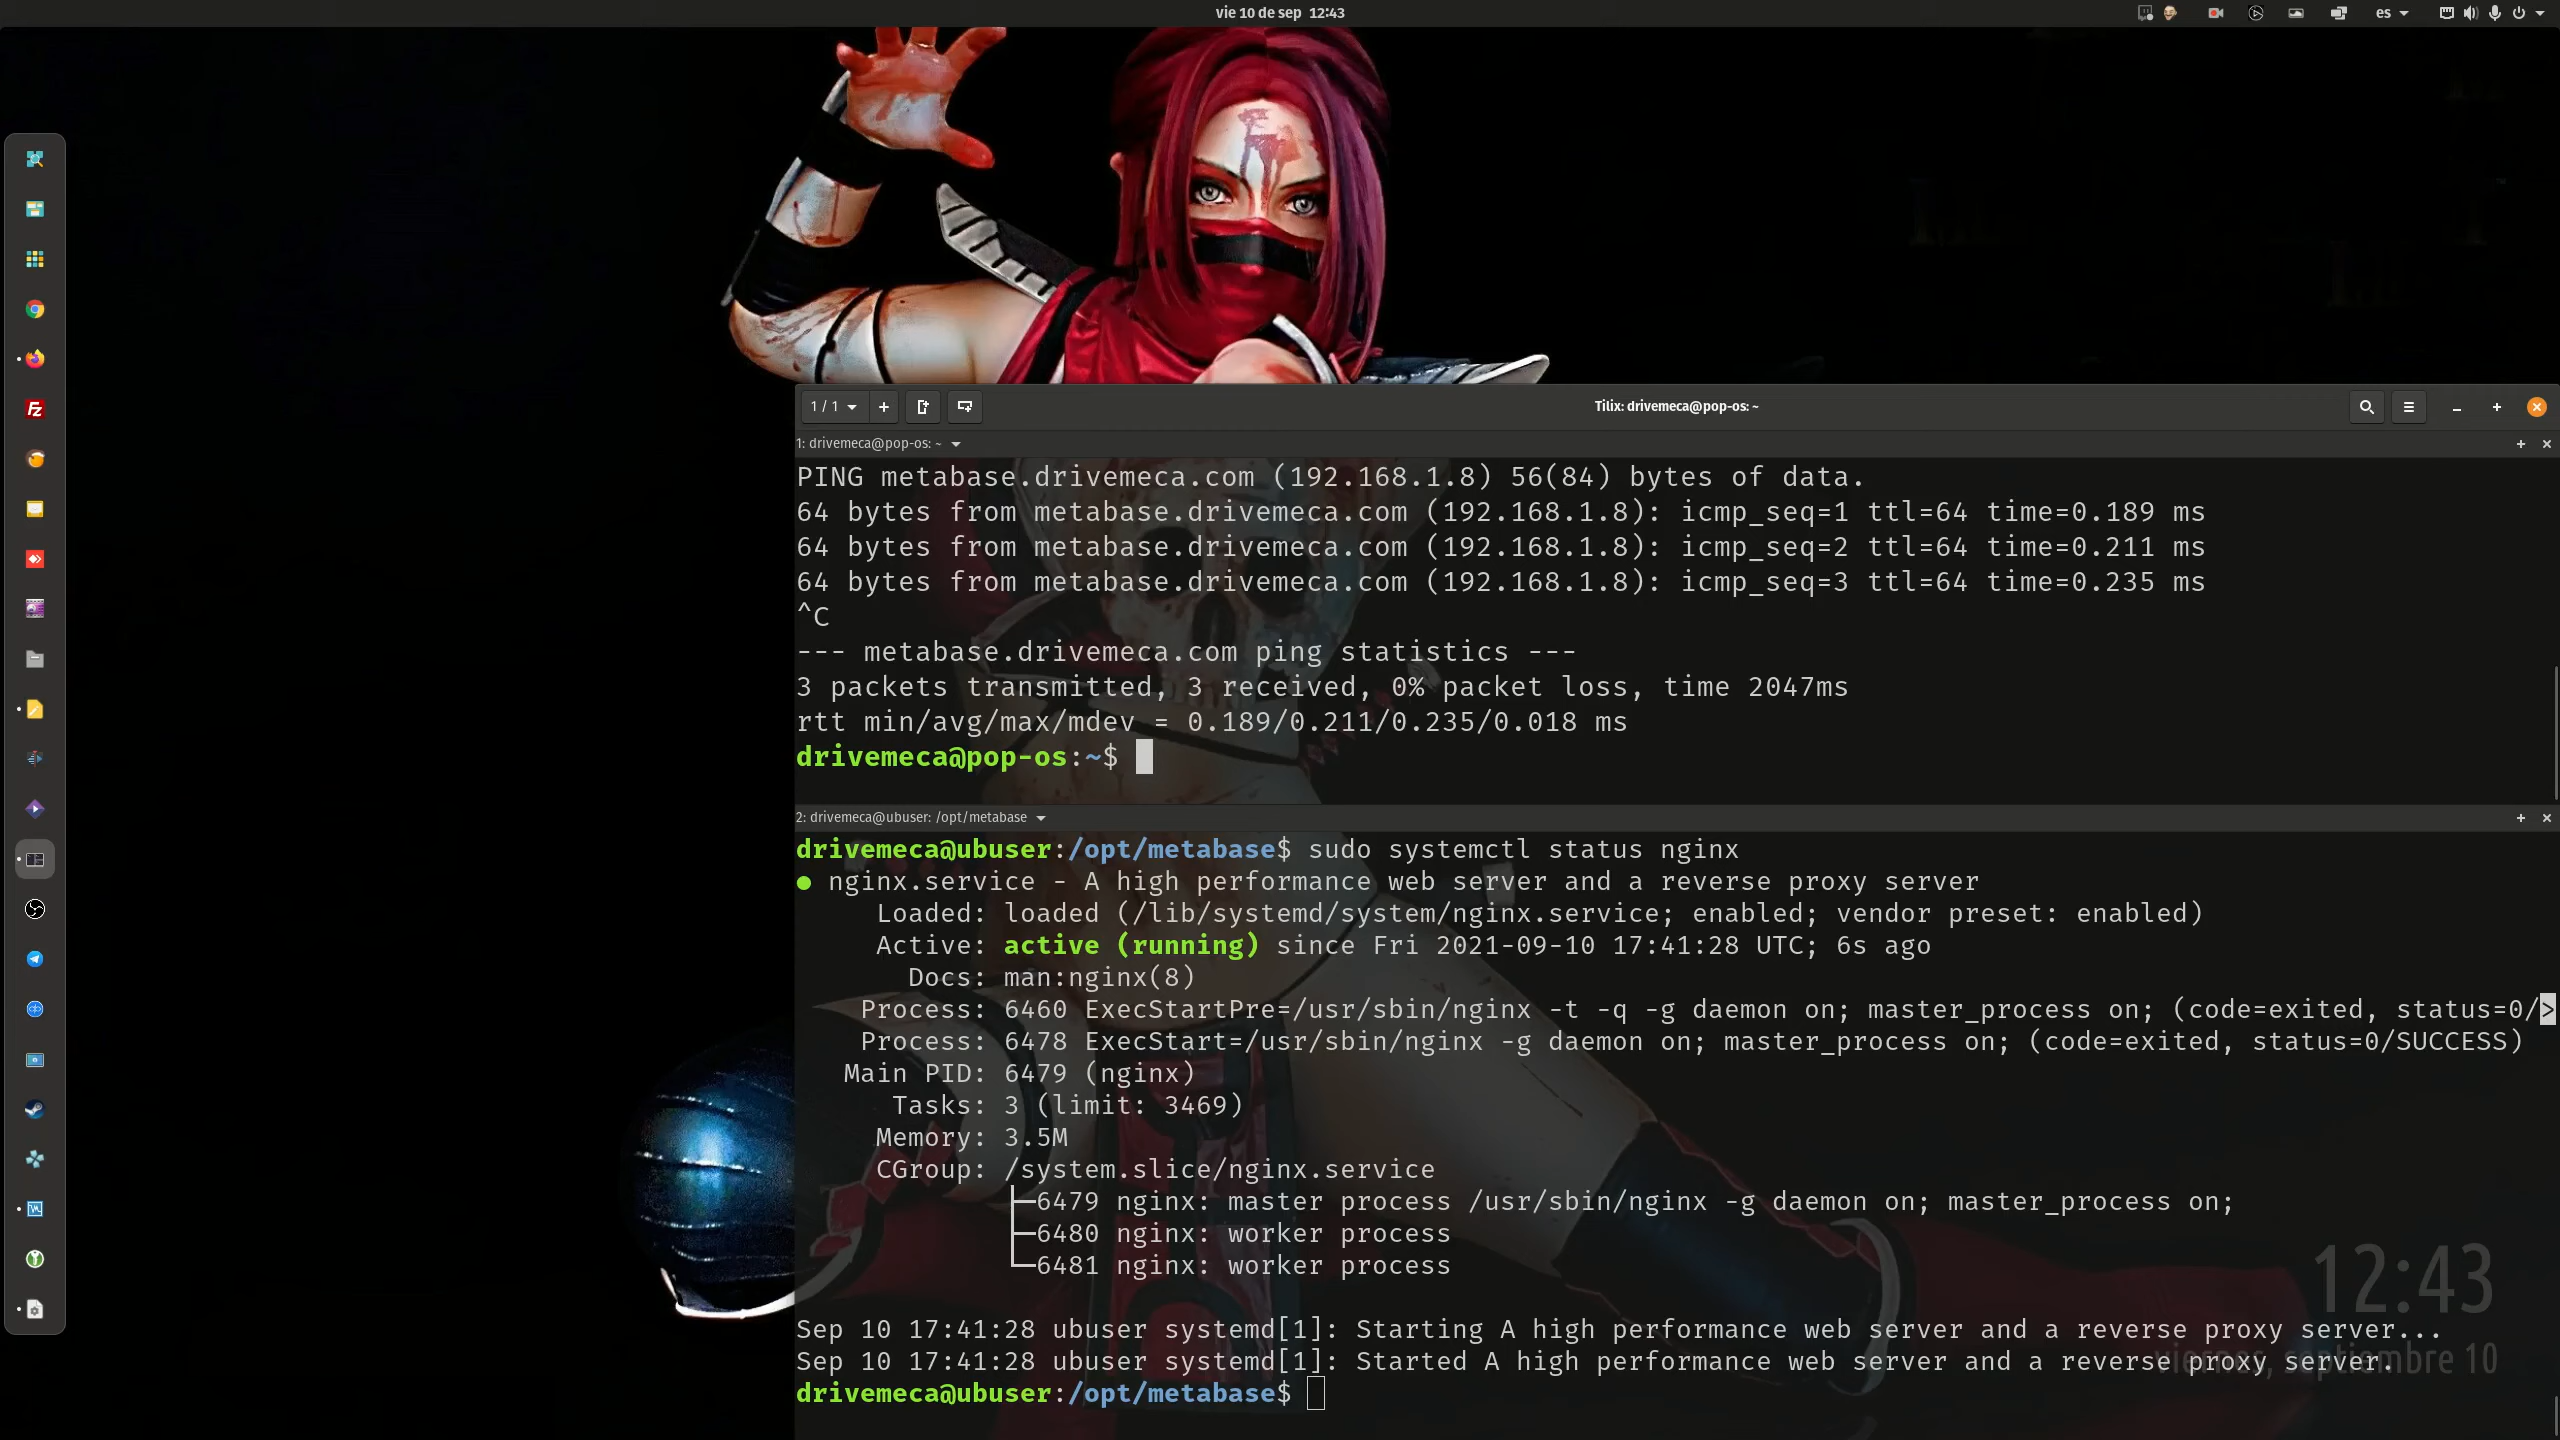 vie 10 de sep 12:43
es
1 / 1
Tilix: drivemeca@pop-os: ~
1: drivemeca@pop-os: ~
PING metabase.drivemeca.com (192.168.1.8) 56(84) bytes of data.
64 bytes from metabase.drivemeca.com (192.168.1.8): icmp_seq=1 ttl=64 time=0.189 ms
64 bytes from metabase.drivemeca.com (192.168.1.8): icmp_seq=2 ttl=64 time=0.211 ms
64 bytes from metabase.drivemeca.com (192.168.1.8): icmp_seq=3 ttl=64 time=0.235 ms
^C
--- metabase.drivemeca.com ping statistics ---
3 packets transmitted, 3 received, 0% packet loss, time 2047ms
rtt min/avg/max/mdev = 0.189/0.211/0.235/0.018 ms
drivemeca@pop-os:~$
2: drivemeca@ubuser: /opt/metabase
drivemeca@ubuser:/opt/metabase$ sudo systemctl status nginx
● nginx.service - A high performance web server and a reverse proxy server
Loaded: loaded (/lib/systemd/system/nginx.service; enabled; vendor preset: enabled)
Active: active (running) since Fri 2021-09-10 17:41:28 UTC; 6s ago
Docs: man:nginx(8)
Process: 6460 ExecStartPre=/usr/sbin/nginx -t -q -g daemon on; master_process on; (code=exited, status=0/>
Process: 6478 ExecStart=/usr/sbin/nginx -g daemon on; master_process on; (code=exited, status=0/SUCCESS)
Main PID: 6479 (nginx)
Tasks: 3 (limit: 3469)
Memory: 3.5M
CGroup: /system.slice/nginx.service
├─6479 nginx: master process /usr/sbin/nginx -g daemon on; master_process on;
├─6480 nginx: worker process
└─6481 nginx: worker process
12:43
Sep 10 17:41:28 ubuser systemd[1]: Starting A high performance web server and a reverse proxy server...
Sep 10 17:41:28 ubuser systemd[1]: Started A high performance web server and a reverse proxy server.
viernes, septiembre 10
drivemeca@ubuser:/opt/metabase$